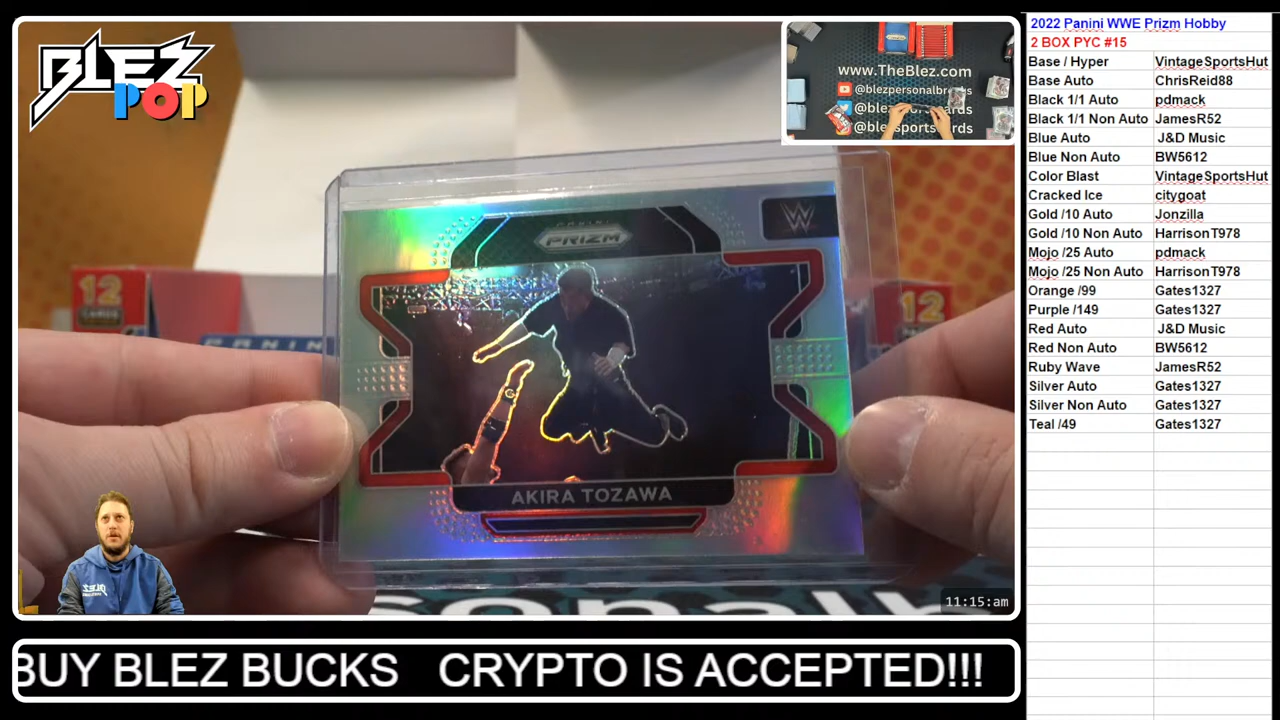 BLEZ
POP
www.TheBlez.com
WWE
PANINI
PRIZM
12
CARDS
12
PANINI
AKIRA TOZAWA
11:15:am
BUY BLEZ BUCKS CRYPTO IS ACCEPTED!!!
2022 Panini WWE Prizm Hobby
2 BOX PYC #15
Base / Hyper VintageSportsHut
Base Auto ChrisReid88
Black 1/1 Auto pdmack
Black 1/1 Non Auto JamesR52
Blue Auto J&D Music
Blue Non Auto BW5612
Color Blast VintageSportsHut
Cracked Ice citygoat
Gold /10 Auto Jonzilla
Gold /10 Non Auto HarrisonT978
Mojo /25 Auto pdmack
Mojo /25 Non Auto HarrisonT978
Orange /99 Gates1327
Purple /149 Gates1327
Red Auto J&D Music
Red Non Auto BW5612
Ruby Wave JamesR52
Silver Auto Gates1327
Silver Non Auto Gates1327
Teal /49 Gates1327